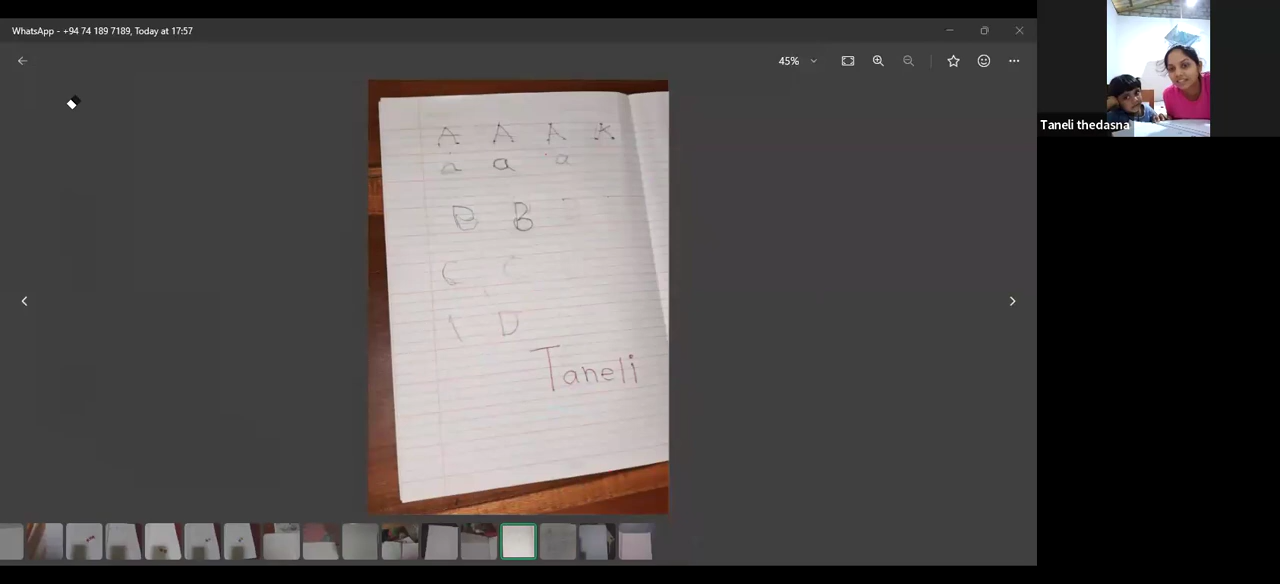 WhatsApp - +94 74 189 7189, Today at 17:57
45%
Taneli thedasna
A A A K
a a a
B B
C C
\ D
Taneli